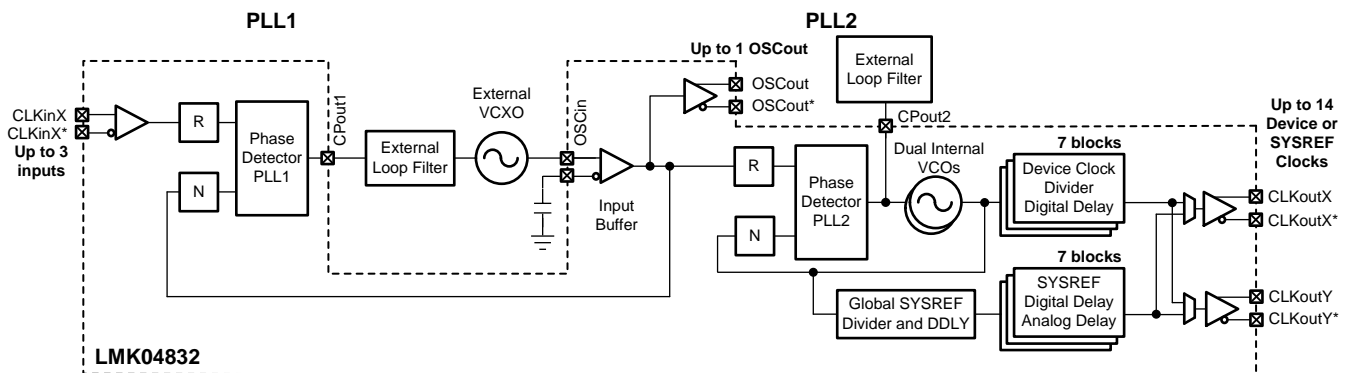 PLL1
PLL2
Up to 1 OSCout
External
Loop Filter
OSCout
OSCout*
CLKinX
CLKinX*
Up to 3
inputs
R
N
Phase
Detector
PLL1
CPout1
External
Loop Filter
External
VCXO
OSCin
Input
Buffer
R
N
Phase
Detector
PLL2
CPout2
Dual Internal
VCOs
7 blocks
Device Clock
Divider
Digital Delay
7 blocks
SYSREF
Digital Delay
Analog Delay
Global SYSREF
Divider and DDLY
Up to 14
Device or
SYSREF
Clocks
CLKoutX
CLKoutX*
CLKoutY
CLKoutY*
LMK04832